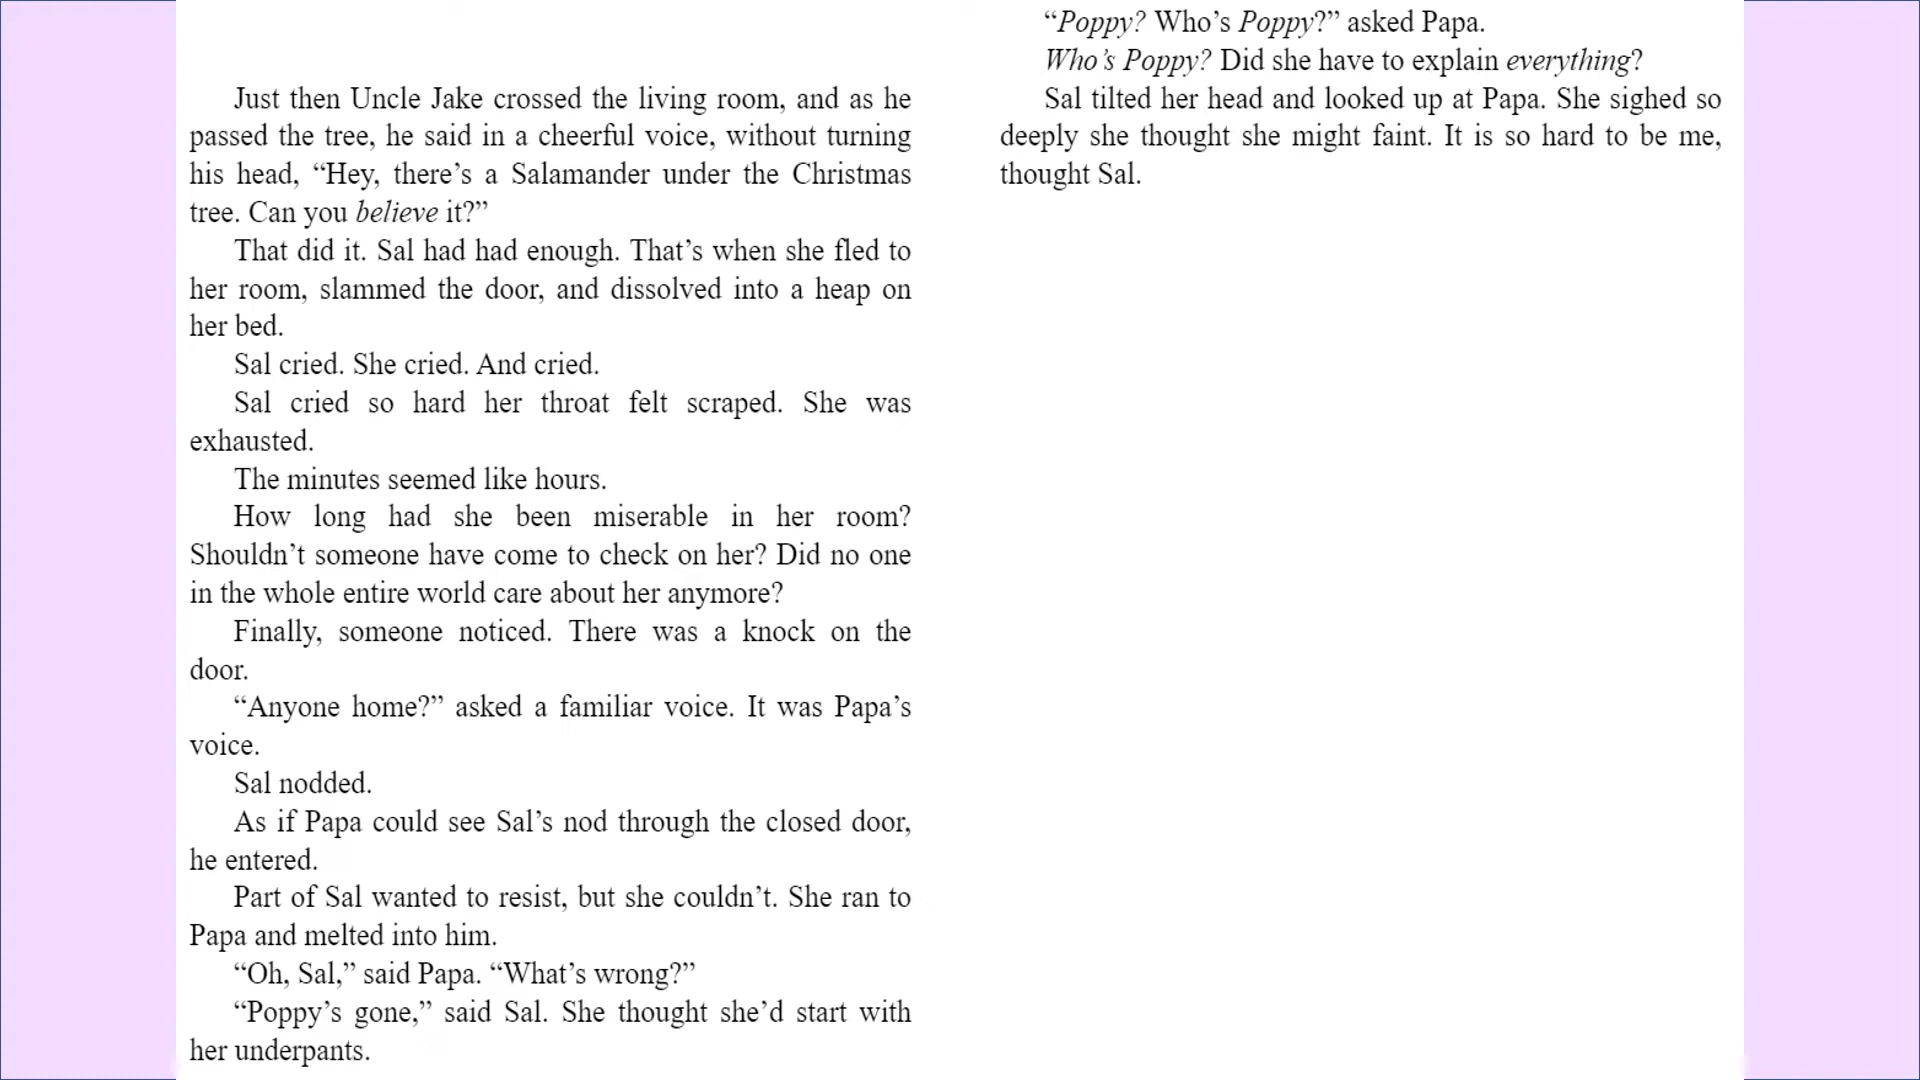 Just then Uncle Jake crossed the living room, and as he
passed the tree, he said in a cheerful voice, without turning
his head, “Hey, there’s a Salamander under the Christmas
tree. Can you believe it?”
That did it. Sal had had enough. That’s when she fled to
her room, slammed the door, and dissolved into a heap on
her bed.
Sal cried. She cried. And cried.
Sal cried so hard her throat felt scraped. She was
exhausted.
The minutes seemed like hours.
How long had she been miserable in her room?
Shouldn’t someone have come to check on her? Did no one
in the whole entire world care about her anymore?
Finally, someone noticed. There was a knock on the
door.
“Anyone home?” asked a familiar voice. It was Papa’s
voice.
Sal nodded.
As if Papa could see Sal’s nod through the closed door,
he entered.
Part of Sal wanted to resist, but she couldn’t. She ran to
Papa and melted into him.
“Oh, Sal,” said Papa. “What’s wrong?”
“Poppy’s gone,” said Sal. She thought she’d start with
her underpants.
“Poppy? Who’s Poppy?” asked Papa.
Who’s Poppy? Did she have to explain everything?
Sal tilted her head and looked up at Papa. She sighed so
deeply she thought she might faint. It is so hard to be me,
thought Sal.